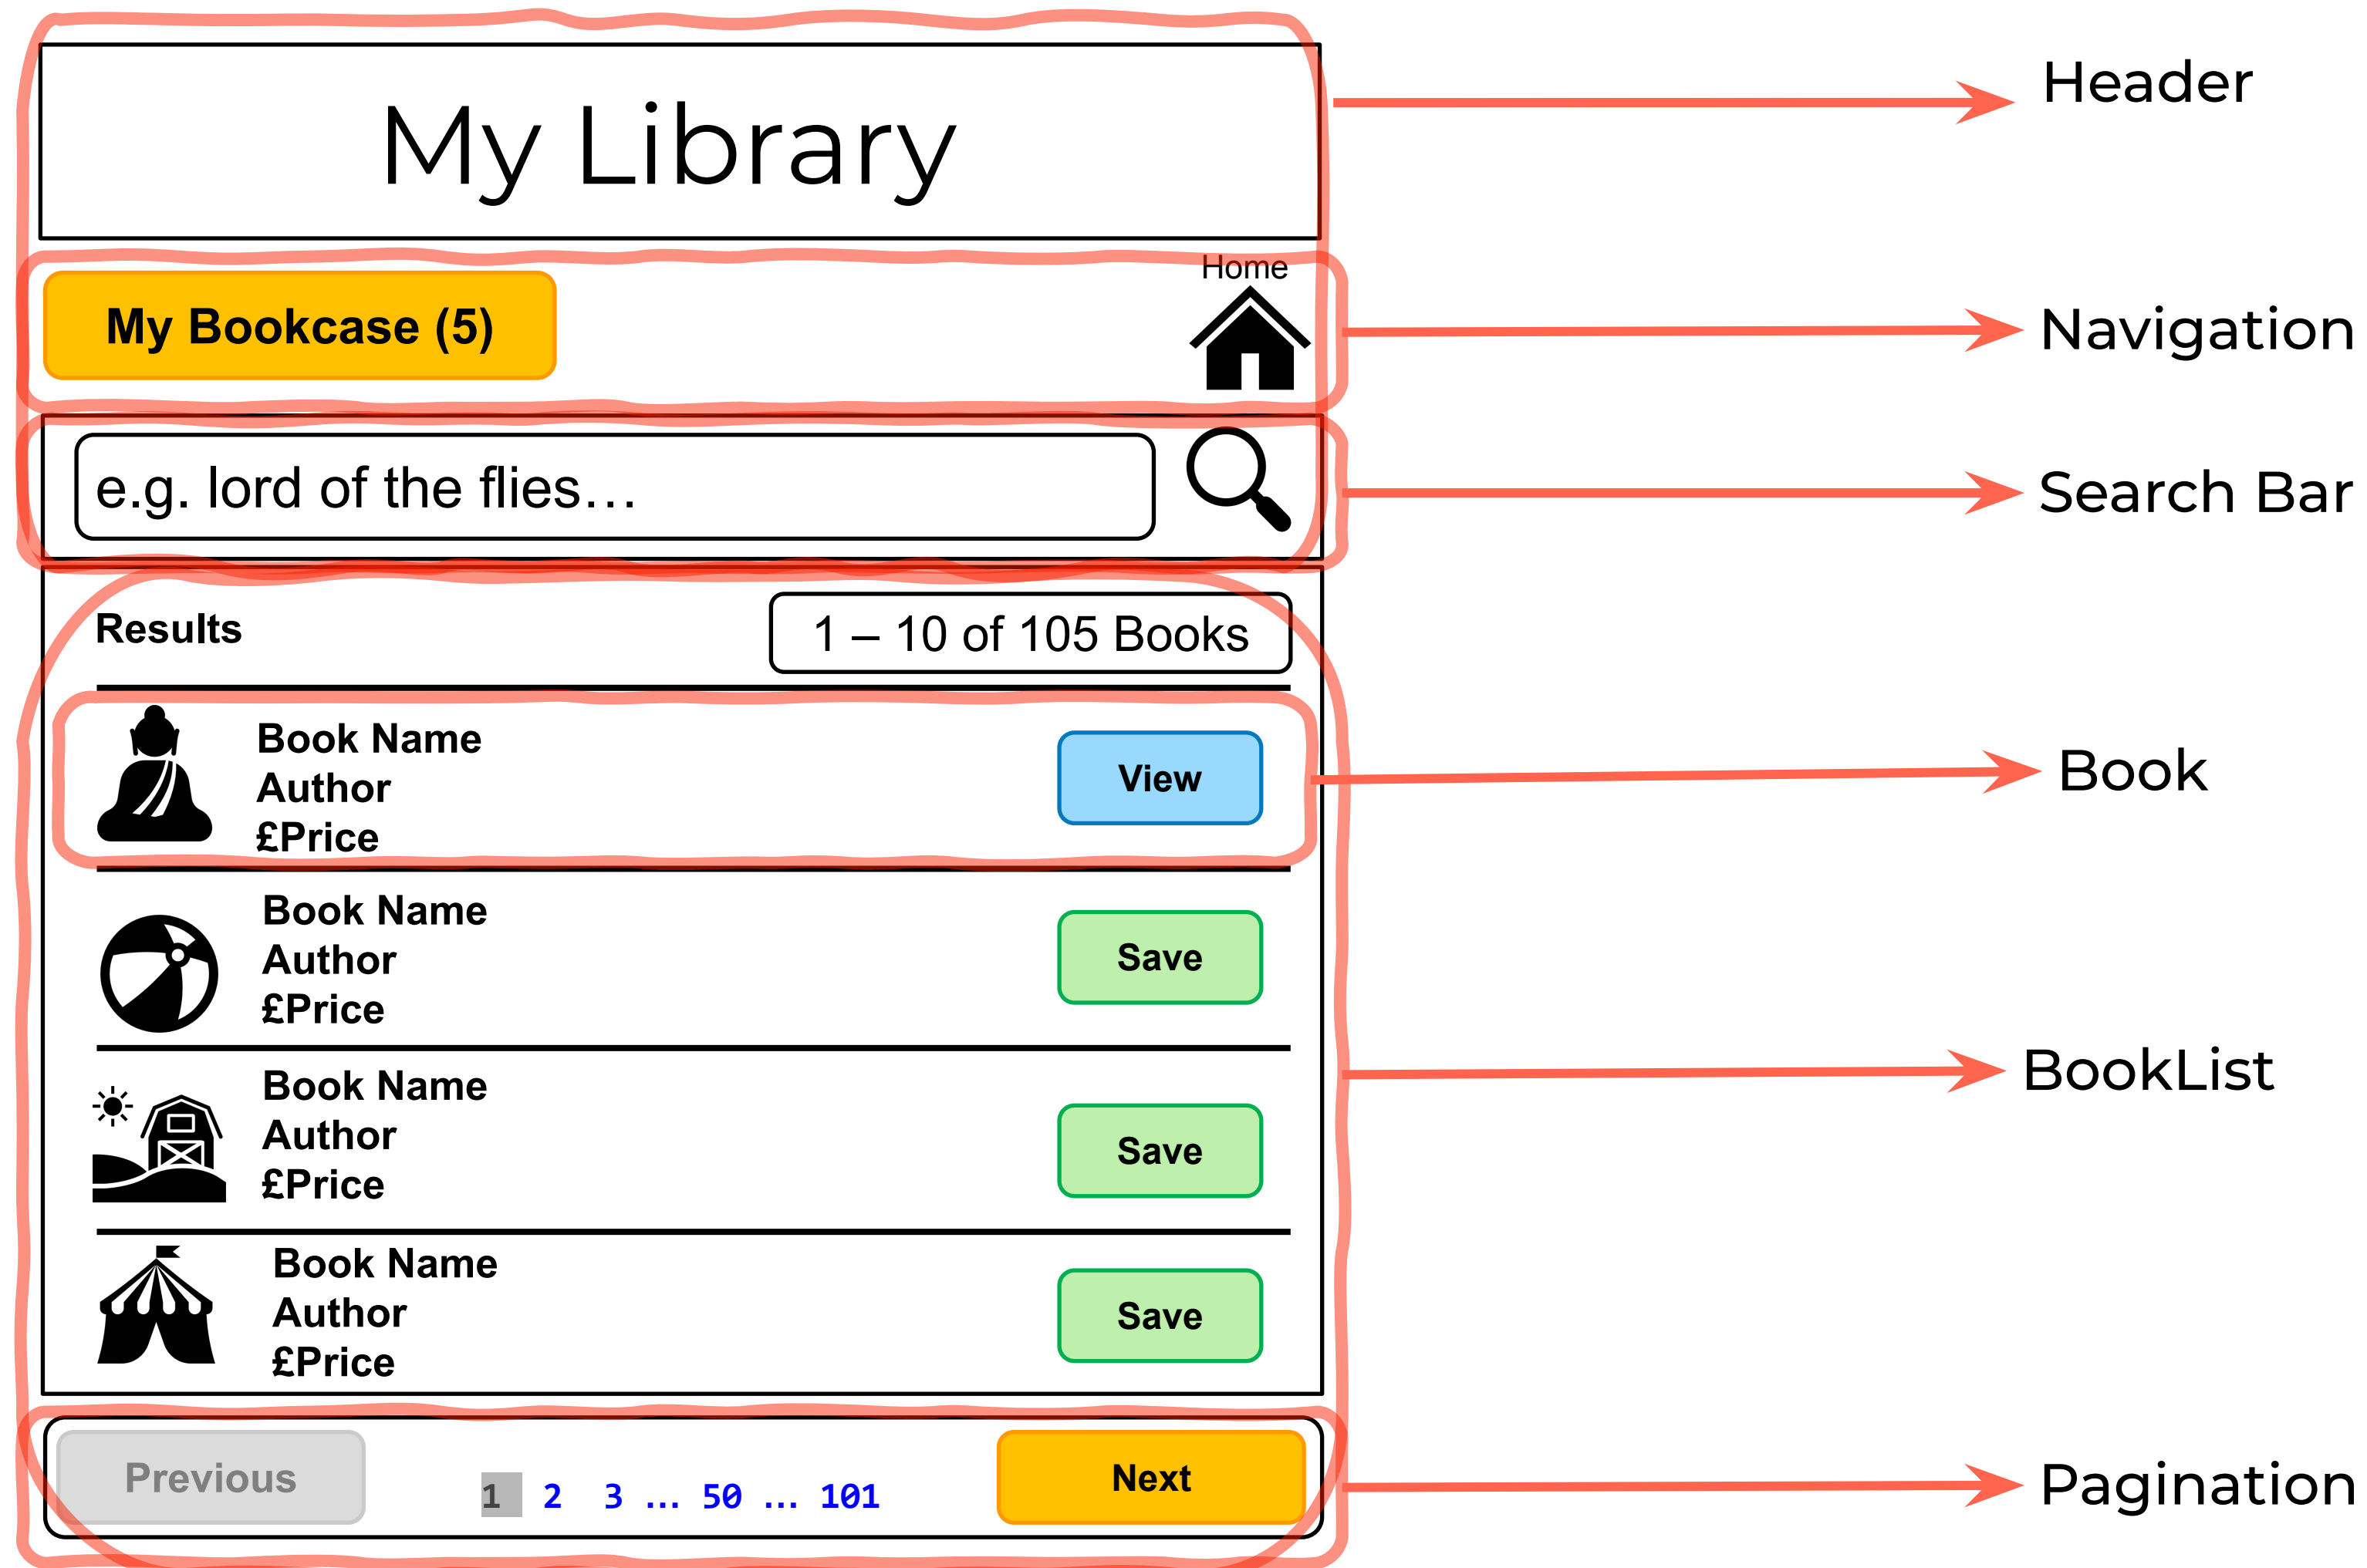 My Library
Header
Home
My Bookcase (5)
Navigation
e.g. lord of the flies...
Search Bar
Results
1 – 10 of 105 Books
Book Name
Author
£Price
View
Book
Book Name
Author
£Price
Save
Book Name
Author
£Price
Save
BookList
Book Name
Author
£Price
Save
Previous
1 2 3 ... 50 ... 101
Next
Pagination